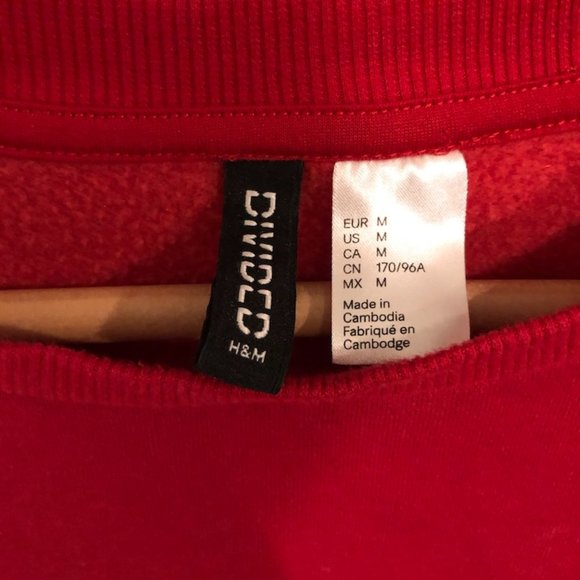 DIVIDED
H&M
EUR M
US M
CA M
CN 170/96A
MX M
Made in
Cambodia
Fabriqué en
Cambodge